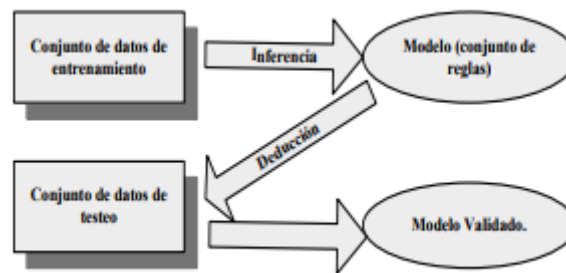 Conjunto de datos de
entrenamiento
Inferencia
Modelo (conjunto de
reglas)
Deducción
Conjunto de datos de
testeo
Modelo Validado.